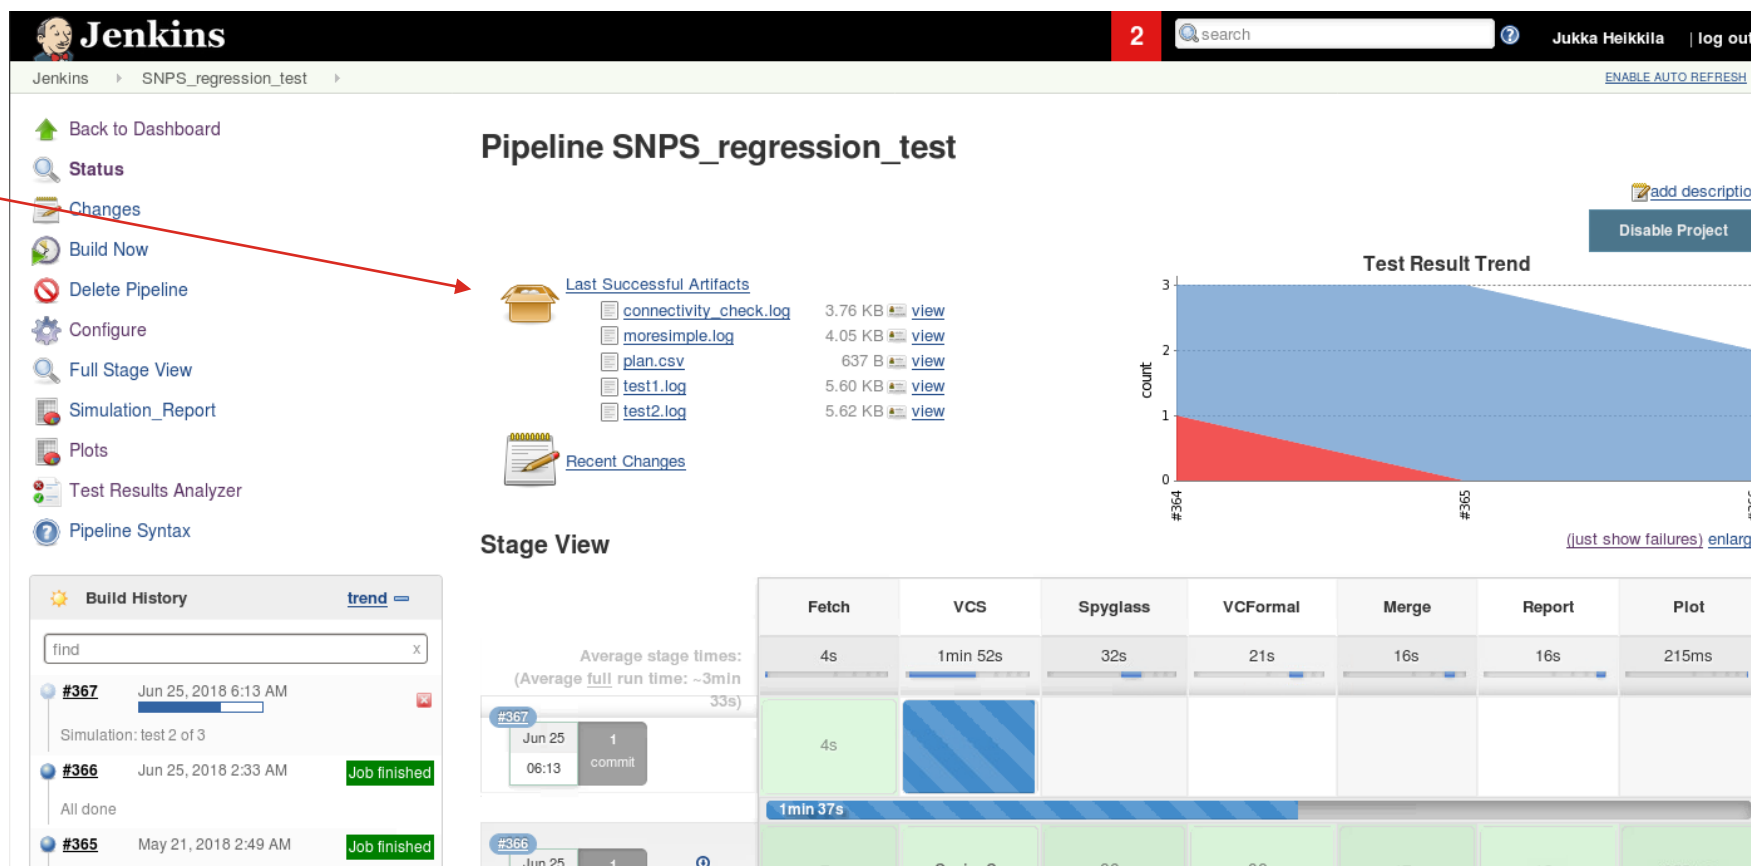 Jenkins
2
search
Jukka Heikkila
| log out
Jenkins
SNPS_regression_test
ENABLE AUTO REFRESH
Back to Dashboard
Status
Changes
Build Now
Delete Pipeline
Configure
Full Stage View
Simulation_Report
Plots
Test Results Analyzer
Pipeline Syntax
Pipeline SNPS_regression_test
add descriptio
Disable Project
Last Successful Artifacts
connectivity_check.log 3.76 KB view
moresimple.log 4.05 KB view
plan.csv 637 B view
test1.log 5.60 KB view
test2.log 5.62 KB view
Recent Changes
Test Result Trend
3
2
1
0
count
#364
#365
(just show failures) enlarg
Stage View
Build History trend
find x
#367 Jun 25, 2018 6:13 AM
Simulation: test 2 of 3
#366 Jun 25, 2018 2:33 AM Job finished
All done
#365 May 21, 2018 2:49 AM Job finished
Fetch VCS Spyglass VCFormal Merge Report Plot
Average stage times: 4s 1min 52s 32s 21s 16s 16s 215ms
(Average full run time: ~3min
33s)
#367
Jun 25
06:13
1
commit
4s
1min 37s
#366
Jun 25
1